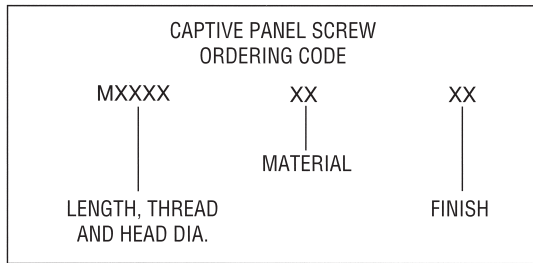 CAPTIVE PANEL SCREW
ORDERING CODE
MXXXX XX XX
MATERIAL
LENGTH, THREAD FINISH
AND HEAD DIA.